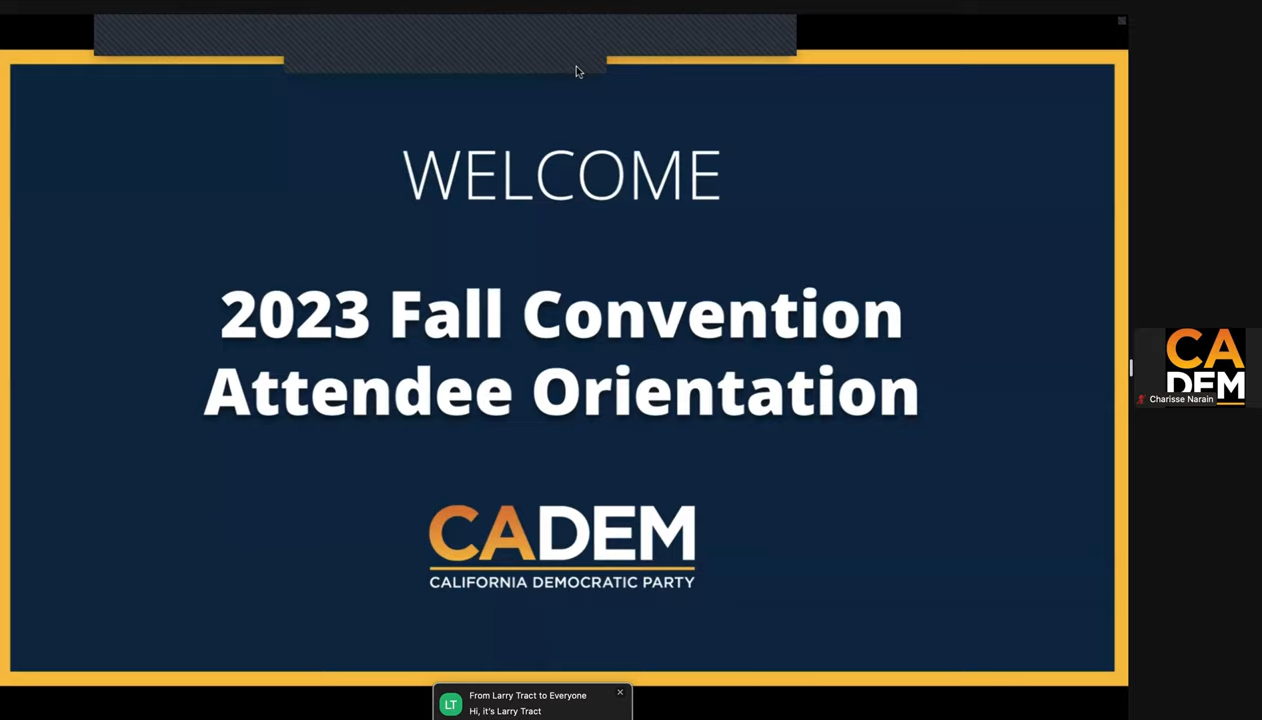 WELCOME
2023 Fall Convention
Attendee Orientation
CADEM
CALIFORNIA DEMOCRATIC PARTY
CA
DEM
Charisse Narain
LT
From Larry Tract to Everyone
Hi, it's Larry Tract